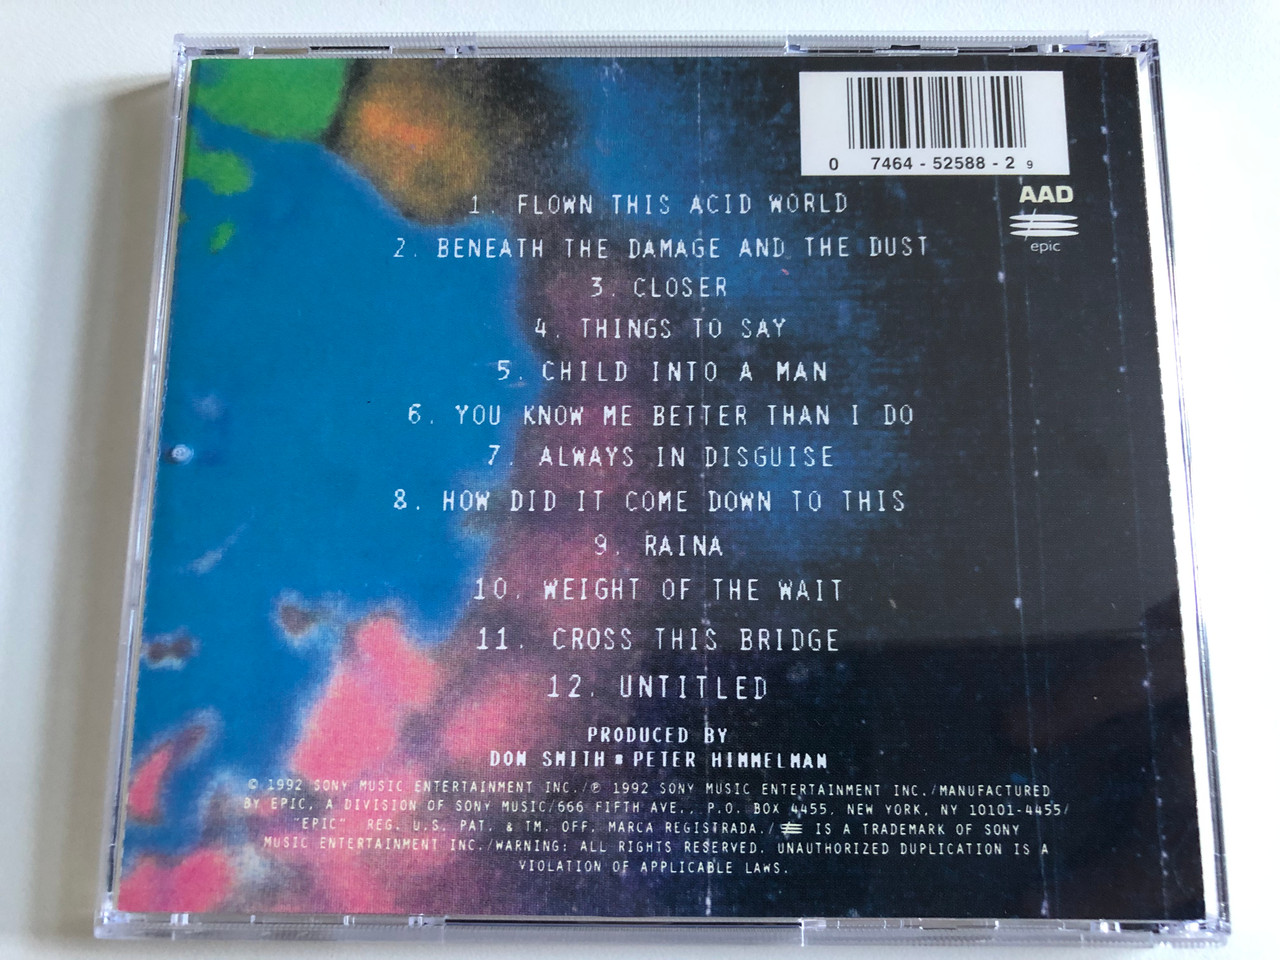 0 7464-52588-2 9
AAD
epic
1. FLOWN THIS ACID WORLD
2. BENEATH THE DAMAGE AND THE DUST
3. CLOSER
4. THINGS TO SAY
5. CHILD INTO A MAN
6. YOU KNOW ME BETTER THAN I DO
7. ALWAYS IN DISGUISE
8. HOW DID IT COME DOWN TO THIS
9. RAINA
10. WEIGHT OF THE WAIT
11. CROSS THIS BRIDGE
12. UNTITLED
PRODUCED BY
DON SMITH PETER HIMMELMAN
© 1992 SONY MUSIC ENTERTAINMENT INC./℗ 1992 SONY MUSIC ENTERTAINMENT INC./MANUFACTURED
BY EPIC, A DIVISION OF SONY MUSIC/666 FIFTH AVE., P.O. BOX 4455, NEW YORK, NY 10101-4455/
"EPIC" REG. U.S. PAT. & TM. OFF. MARCA REGISTRADA./ IS A TRADEMARK OF SONY
MUSIC ENTERTAINMENT INC./WARNING: ALL RIGHTS RESERVED. UNAUTHORIZED DUPLICATION IS A
VIOLATION OF APPLICABLE LAWS.